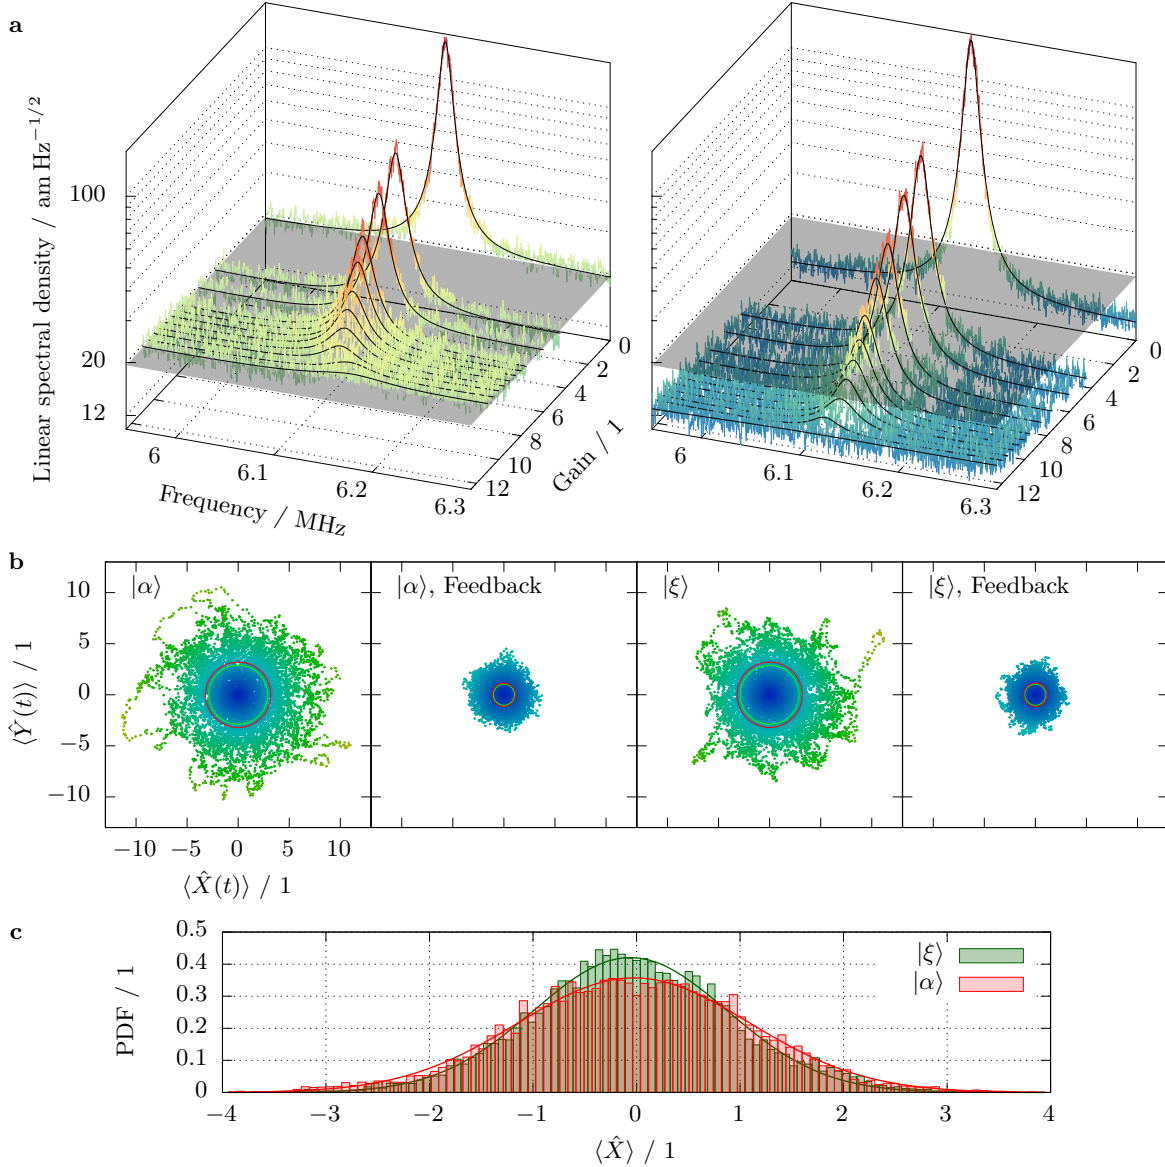 a
Linear spectral density / am Hz−1/2
100
20
12
6
6.1
6.2
6.3
Frequency / MHz
0
2
4
6
8
10
12
Gain / 1
6
6.1
6.2
6.3
0
2
4
6
8
10
12
b
|α⟩
|α⟩, Feedback
|ξ⟩
|ξ⟩, Feedback
10
5
0
−5
−10
⟨Ŷ(t)⟩ / 1
−10 −5 0 5 10
⟨X̂(t)⟩ / 1
c
PDF / 1
0.5
0.4
0.3
0.2
0.1
0
|ξ⟩
|α⟩
−4 −3 −2 −1 0 1 2 3 4
⟨X̂⟩ / 1